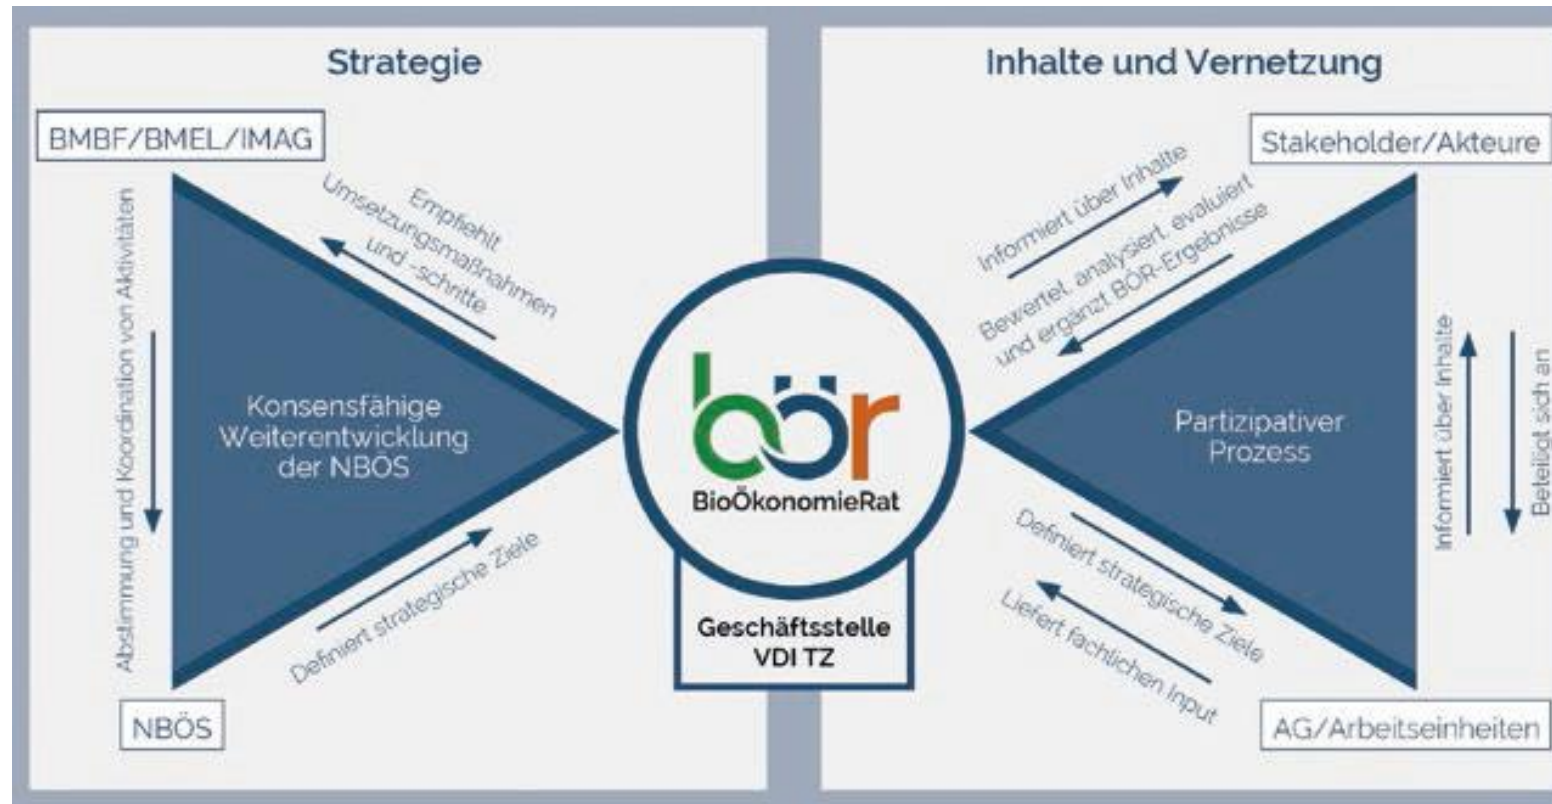 Strategie
BMBF/BMEL/IMAG
Empfiehlt
Umsetzungsmaßnahmen
und -schritte
Abstimmung und Koordination von Aktivitäten
Konsensfähige
Weiterentwicklung
der NBÖS
Definiert strategische Ziele
NBÖS
bör
BioÖkonomieRat
Geschäftsstelle
VDI TZ
Inhalte und Vernetzung
Stakeholder/Akteure
Informiert über Inhalte
Bewertet, analysiert, evaluiert
und ergänzt BÖR-Ergebnisse
Partizipativer
Prozess
Informiert über Inhalte
Beteiligt sich an
Definiert strategische Ziele
Liefert fachlichen Input
AG/Arbeitseinheiten